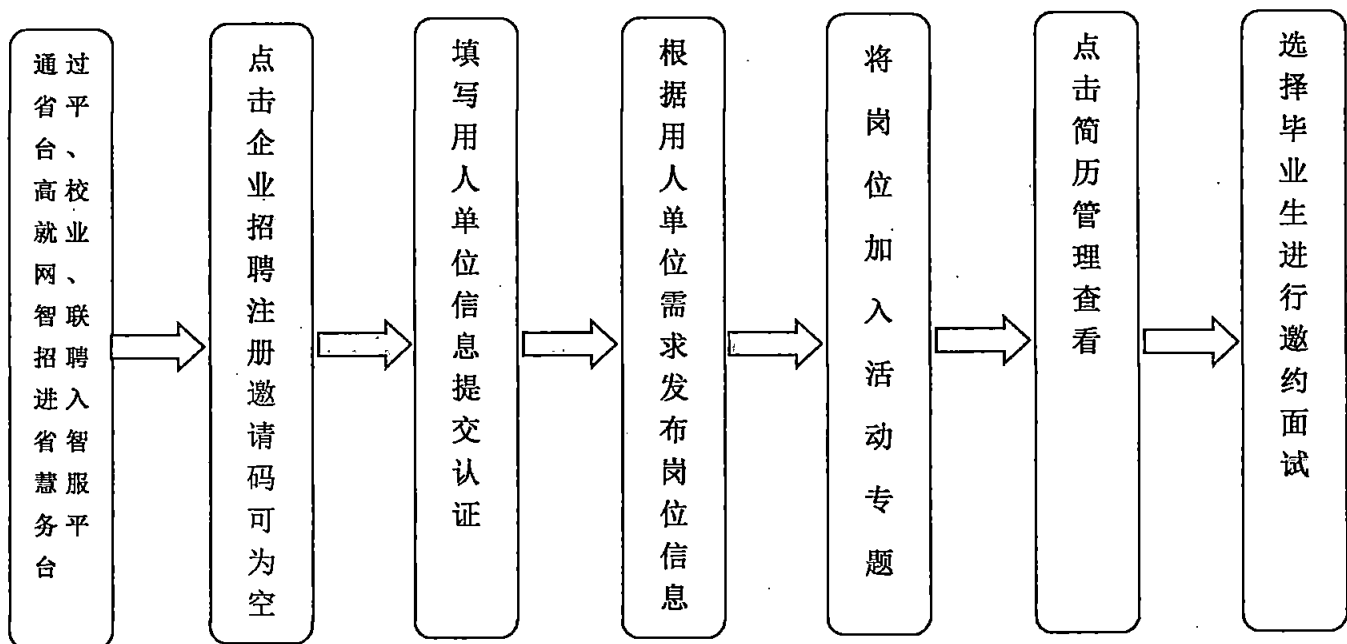 通过省平台、高校就业网、智联招聘进入省智慧服务平台
点击企业招聘注册邀请码可为空
填写用人单位信息提交认证
根据用人单位需求发布岗位信息
将岗位加入活动专题
点击简历管理查看
选择毕业生进行邀约面试